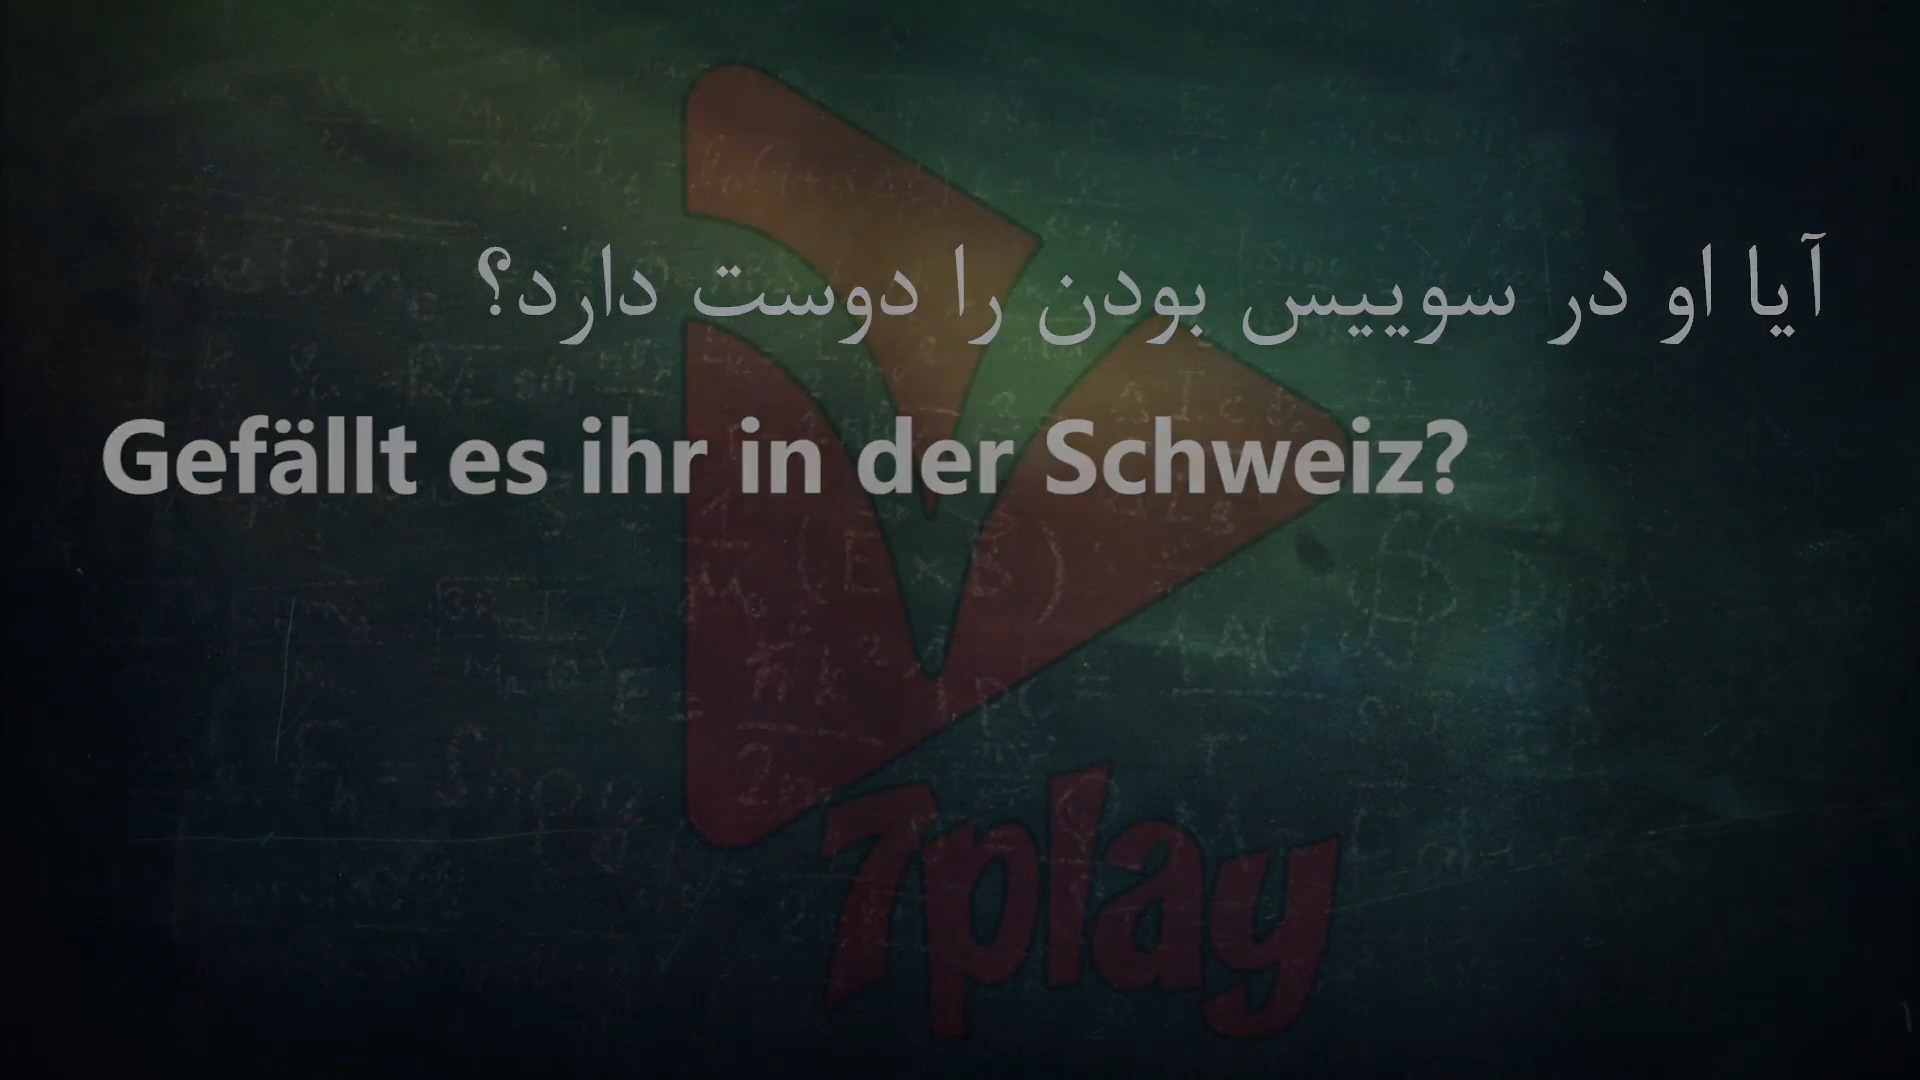 آیا او در سوییس بودن را دوست دارد؟
Gefällt es ihr in der Schweiz?
7play